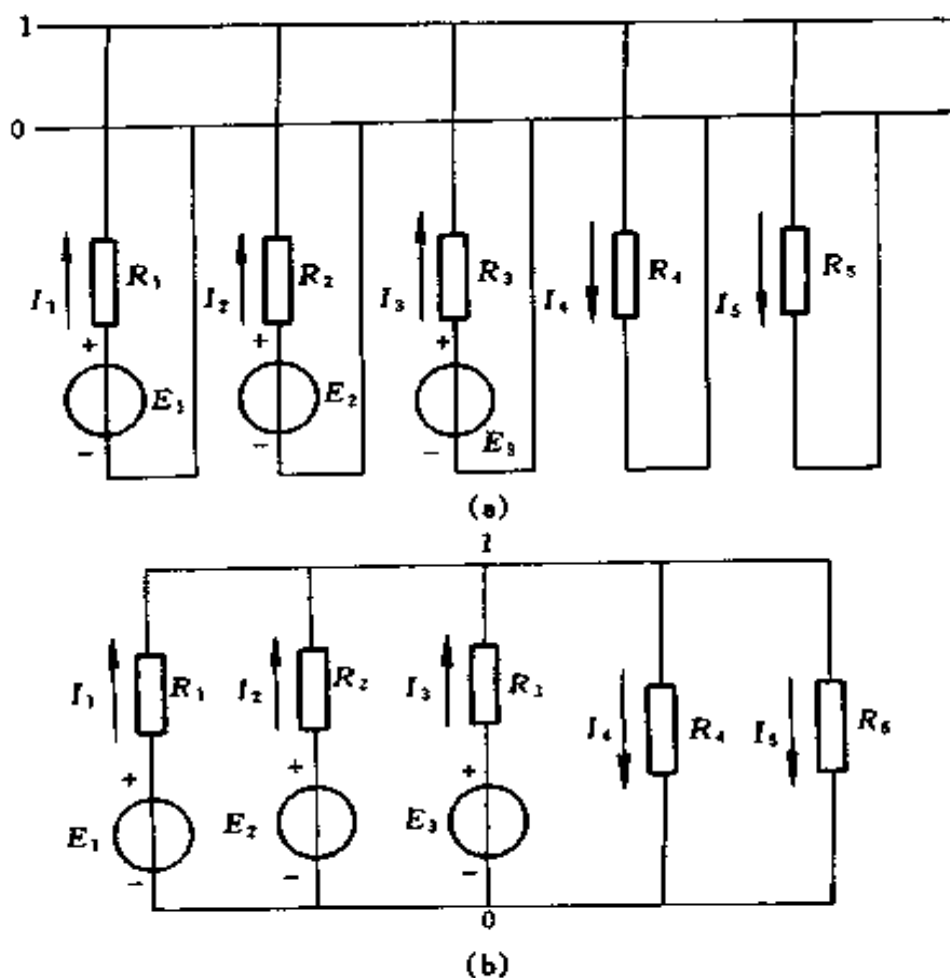 1
0
I₁ R₁ I₂ R₂ I₃ R₃ I₄ R₄ I₅ R₅
+ + +
E₁ E₂ E₃
− − −
(a)
1
I₁ R₁ I₂ R₂ I₃ R₃ I₄ R₄ I₅ R₅
+ + +
E₁ E₂ E₃
− − −
0
(b)